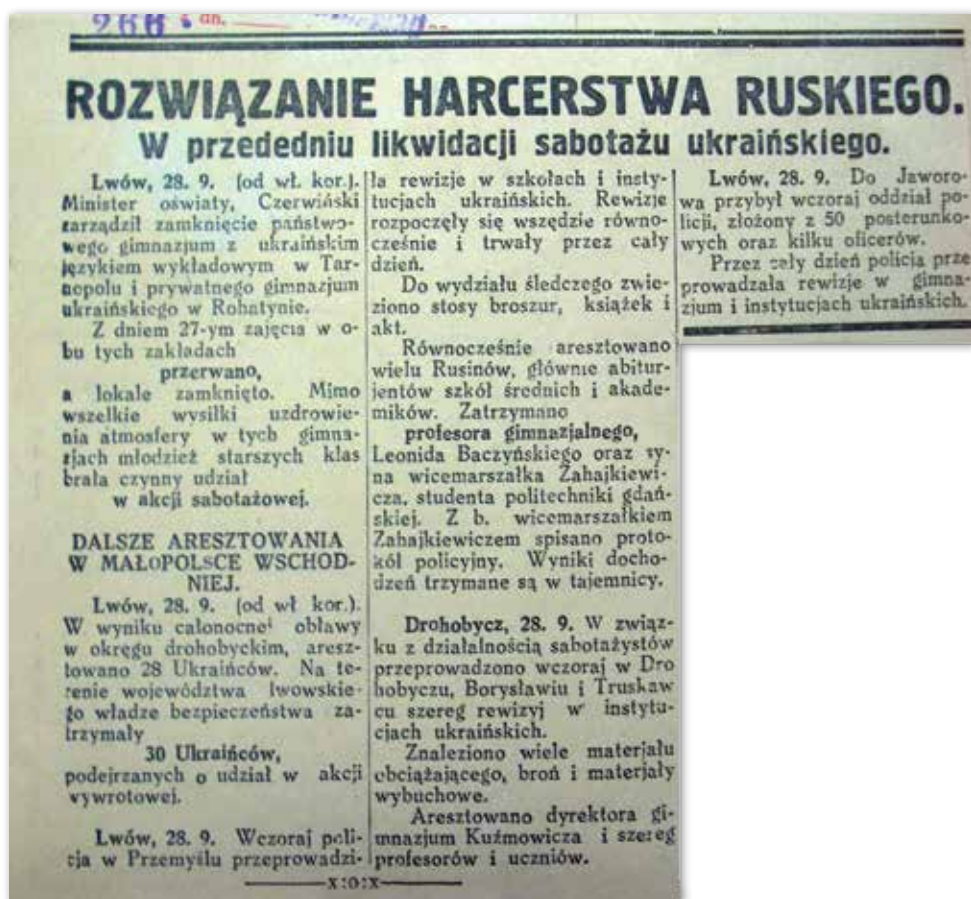 266
dn.
ROZWIĄZANIE HARCERSTWA RUSKIEGO.
W przededniu likwidacji sabotażu ukraińskiego.
Lwów, 28. 9. (od wł. kor.).
Minister oświaty, Czerwiński
zarządził zamknięcie państwo-
wego gimnazjum z ukraińskim
językiem wykładowym w Tar-
nopolu i prywatnego gimnazjum
ukraińskiego w Rohatynie.
Z dniem 27-ym zajęcia w o-
bu tych zakładach
przerwano,
a lokale zamknięto. Mimo
wszelkie wysiłki uzdrowie-
nia atmosfery w tych gimna-
zjach młodzież starszych klas
brała czynny udział
w akcji sabotażowej.
DALSZE ARESZTOWANIA
W MAŁOPOLSCE WSCHOD-
NIEJ.
Lwów, 28. 9. (od wł kor.).
W wyniku całonocnej obławy
w okręgu drohobyckim, aresz-
towano 28 Ukraińców. Na te-
renie województwa lwowskie-
go władze bezpieczeństwa za-
trzymały
30 Ukraińców,
podejrzanych o udział w akcji
wywrotowej.
Lwów, 28. 9. Wczoraj poli-
cja w Przemyślu przeprowadzi-
ła rewizje w szkołach i insty-
tucjach ukraińskich. Rewizje
rozpoczęły się wszędzie równo-
cześnie i trwały przez cały
dzień.
Do wydziału śledczego zwie-
ziono stosy broszur, książek i
akt.
Równocześnie aresztowano
wielu Rusinów, głównie abitur-
jentów szkół średnich i akade-
mików. Zatrzymano
profesora gimnazjalnego,
Leonida Baczyńskiego oraz sy-
na wicemarszałka Zahajkiewi-
cza, studenta politechniki gdań-
skiej. Z b. wicemarszałkiem
Zahajkiewiczem spisano proto-
kół policyjny. Wyniki docho-
dzeń trzymane są w tajemnicy.
Drohobycz, 28. 9. W związ-
ku z działalnością sabotażystów
przeprowadzono wczoraj w Dro
hobyczu, Borysławiu i Truskaw
cu szereg rewizyj w instytu-
cjach ukraińskich.
Znaleziono wiele materjału
obciążającego, broń i materjały
wybuchowe.
Aresztowano dyrektora gi-
mnazjum Kuźmowicza i szereg
profesorów i uczniów.
Lwów, 28. 9. Do Jaworo-
wa przybył wczoraj oddział po-
licji, złożony z 50 posterunko-
wych oraz kilku oficerów.
Przez cały dzień policja prze
prowadzała rewizje w gimna-
zjum i instytucjach ukraińskich.
x:o:x